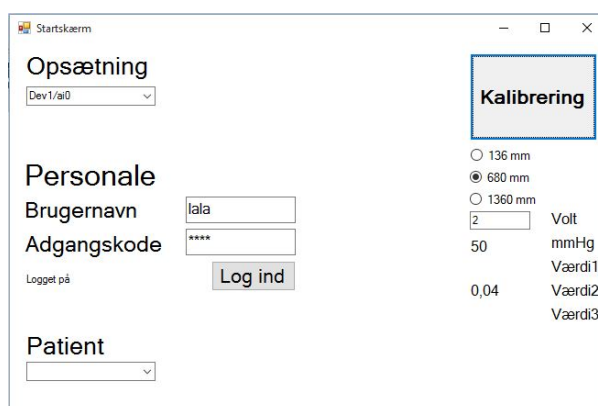 Startskærm
Opsætning
Dev1/ai0
Kalibrering
136 mm
680 mm
1360 mm
Personale
Brugernavn lala
Adgangskode ****
Logget på Log ind
2 Volt
50 mmHg
Værdi1
0,04 Værdi2
Værdi3
Patient